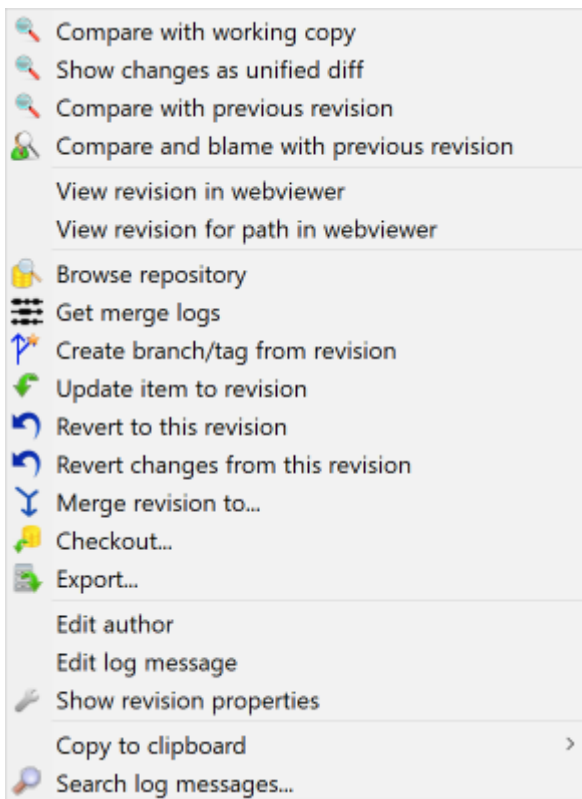 Compare with working copy
Show changes as unified diff
Compare with previous revision
Compare and blame with previous revision
View revision in webviewer
View revision for path in webviewer
Browse repository
Get merge logs
Create branch/tag from revision
Update item to revision
Revert to this revision
Revert changes from this revision
Merge revision to...
Checkout...
Export...
Edit author
Edit log message
Show revision properties
Copy to clipboard
Search log messages...